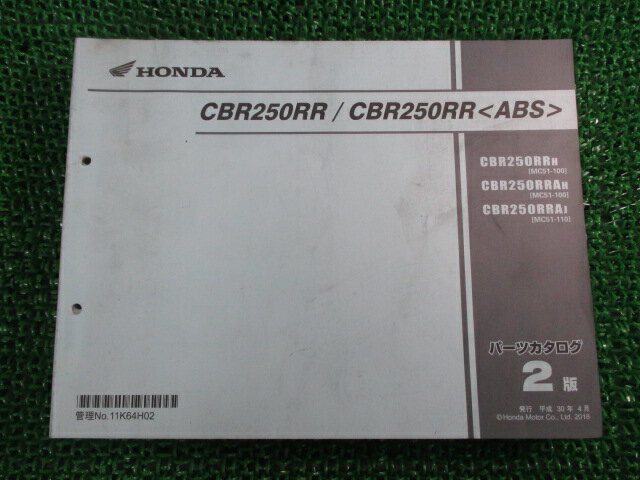 HONDA
CBR250RR / CBR250RR<ABS>
CBR250RRH
[MC51-100]
CBR250RRAH
[MC51-100]
CBR250RRAJ
[MC51-110]
パーツカタログ
2版
発行 平成 30年 4月
©Honda Motor Co., Ltd. 2018
管理No.11K64H02